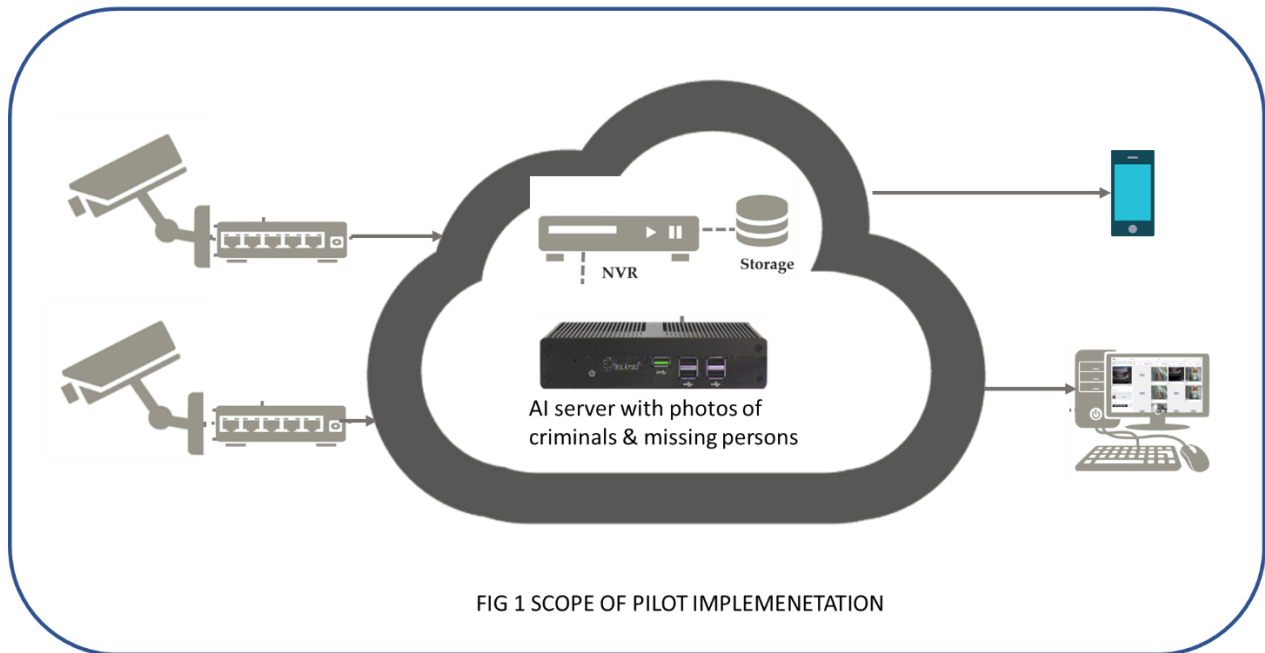 NVR
Storage
AI server with photos of
criminals & missing persons
FIG 1 SCOPE OF PILOT IMPLEMENETATION